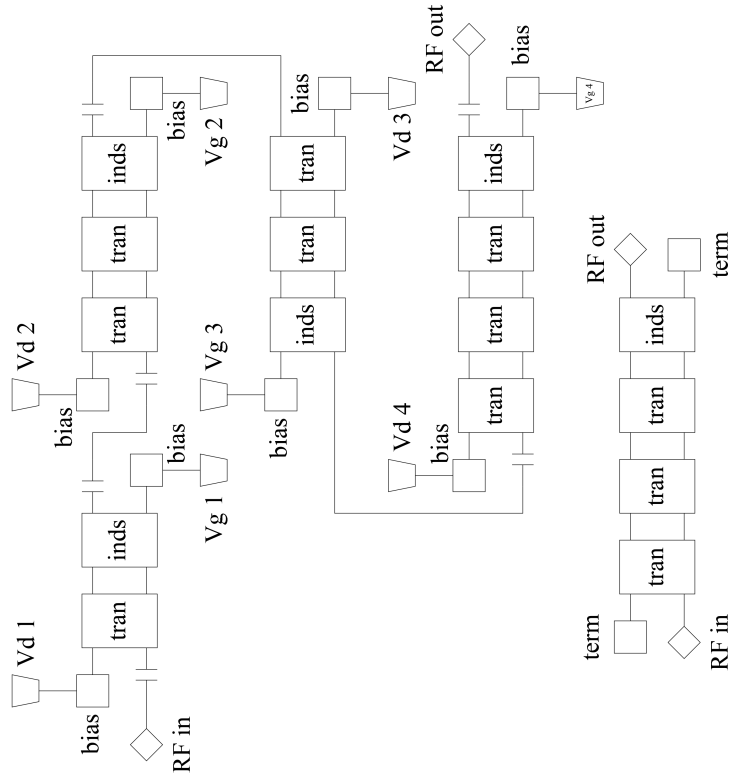 Vd 1
bias
RF in
tran
inds
bias
Vg 1
Vd 2
bias
tran
tran
inds
bias
Vg 2
Vg 3
bias
inds
tran
tran
bias
Vd 3
Vd 4
bias
tran
tran
tran
inds
RF out
bias
Vg 4
term
RF in
tran
tran
tran
inds
RF out
term